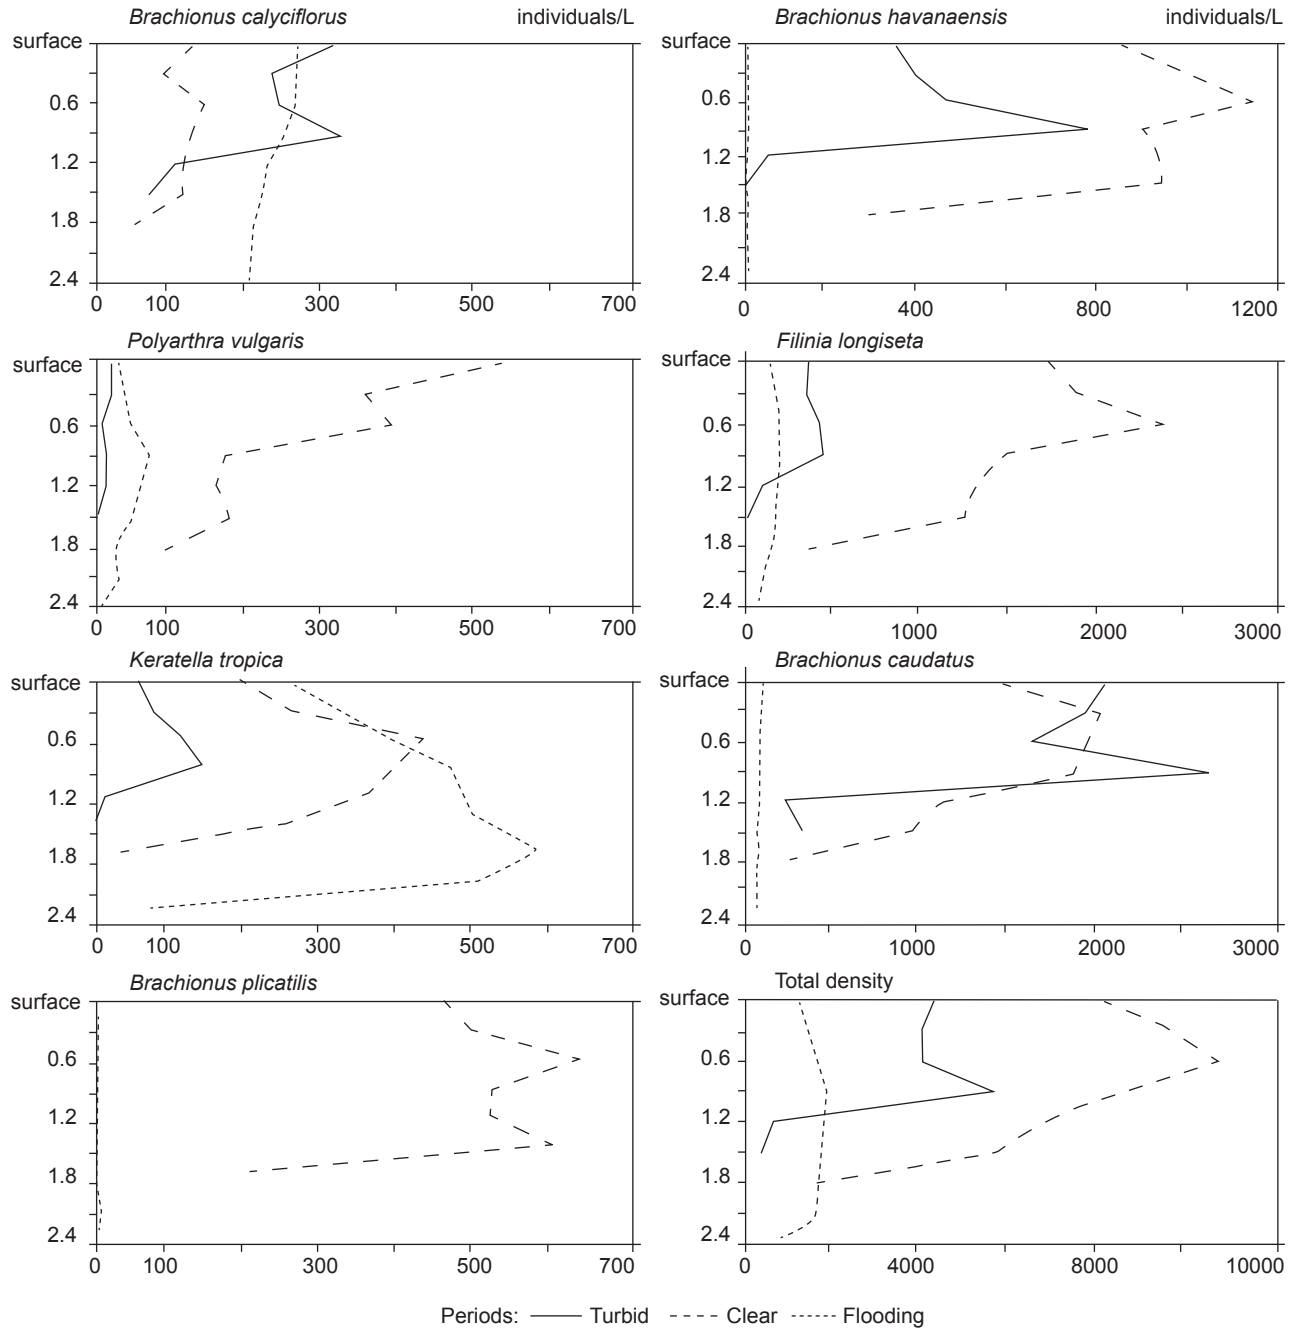 Brachionus calyciflorus individuals/L
surface
0.6
1.2
1.8
2.4
0 100 300 500 700
Brachionus havanaensis individuals/L
surface
0.6
1.2
1.8
2.4
0 400 800 1200
Polyarthra vulgaris
surface
0.6
1.2
1.8
2.4
0 100 300 500 700
Filinia longiseta
surface
0.6
1.2
1.8
2.4
0 1000 2000 3000
Keratella tropica
surface
0.6
1.2
1.8
2.4
0 100 300 500 700
Brachionus caudatus
surface
0.6
1.2
1.8
2.4
0 1000 2000 3000
Brachionus plicatilis
surface
0.6
1.2
1.8
2.4
0 100 300 500 700
Total density
surface
0.6
1.2
1.8
2.4
0 4000 8000 10000
Periods: Turbid Clear Flooding